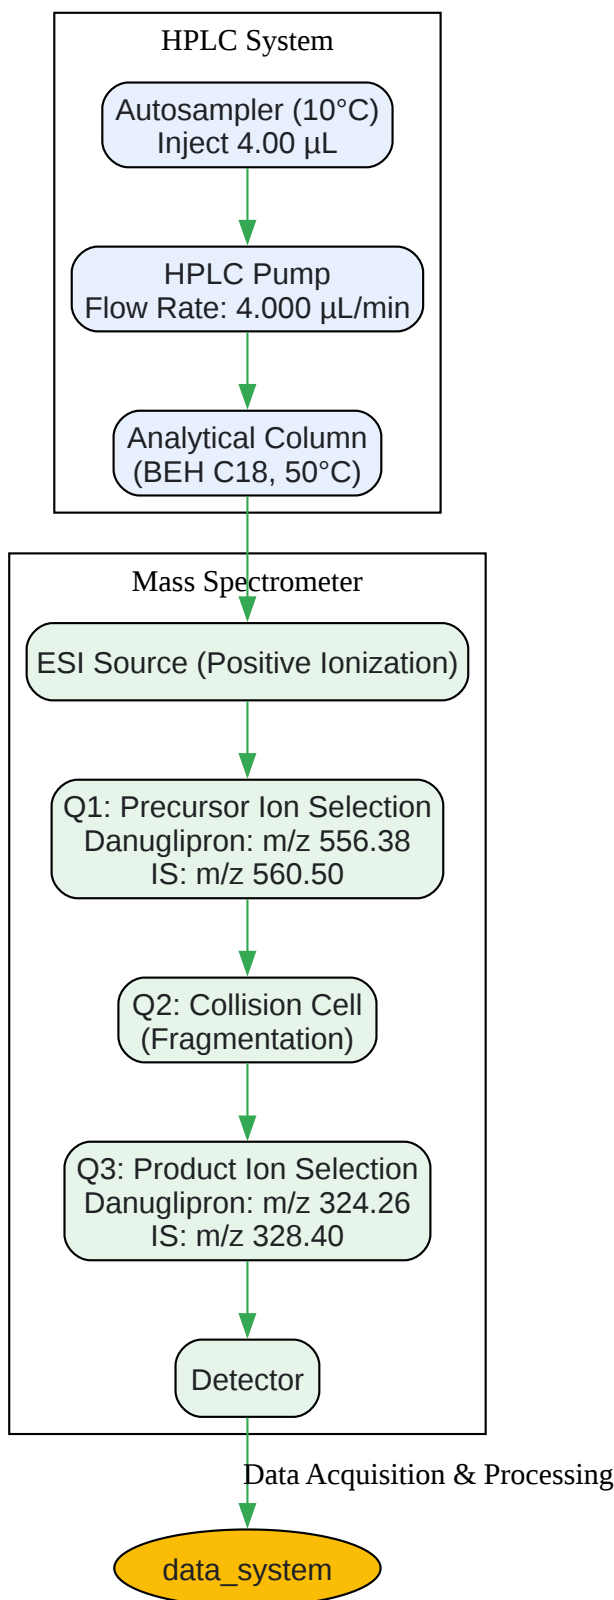 HPLC System
Autosampler (10°C)
Inject 4.00 µL
HPLC Pump
Flow Rate: 4.000 µL/min
Analytical Column
(BEH C18, 50°C)
Mass Spectrometer
ESI Source (Positive Ionization)
Q1: Precursor Ion Selection
Danuglipron: m/z 556.38
IS: m/z 560.50
Q2: Collision Cell
(Fragmentation)
Q3: Product Ion Selection
Danuglipron: m/z 324.26
IS: m/z 328.40
Detector
Data Acquisition & Processing
data_system